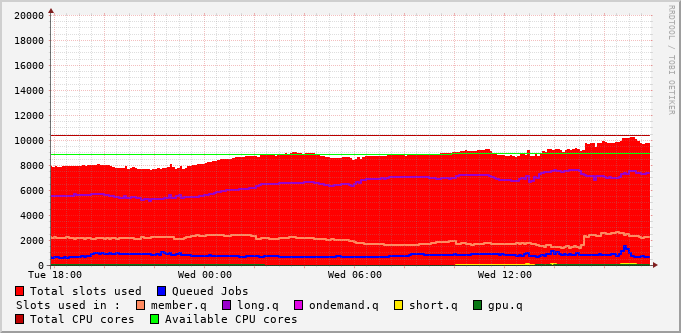 20000
18000
16000
14000
12000
10000
8000
6000
4000
2000
0
Tue 18:00 Wed 00:00 Wed 06:00 Wed 12:00
Total slots used Queued Jobs
Slots used in : member.q long.q ondemand.q short.q gpu.q
Total CPU cores Available CPU cores
RRDTOOL / TOBI OETIKER